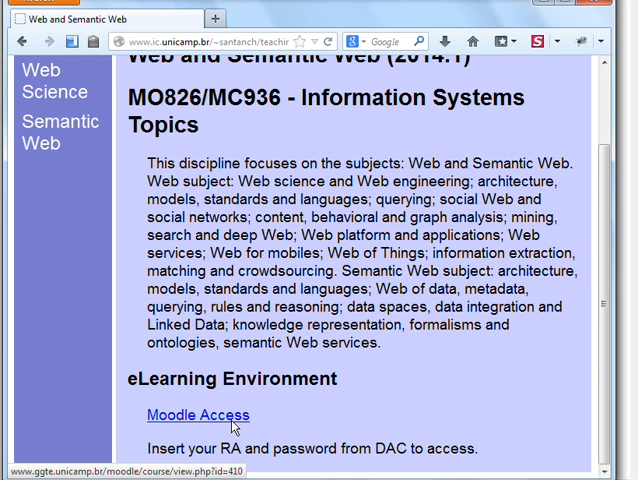 Web and Semantic Web
www.ic.unicamp.br/~santanch/teachir
Google
Web and Semantic Web (2014.1)
Web
Science
Semantic
Web
MO826/MC936 - Information Systems
Topics
This discipline focuses on the subjects: Web and Semantic Web.
Web subject: Web science and Web engineering; architecture,
models, standards and languages; querying; social Web and
social networks; content, behavioral and graph analysis; mining,
search and deep Web; Web platform and applications; Web
services; Web for mobiles; Web of Things; information extraction,
matching and crowdsourcing. Semantic Web subject: architecture,
models, standards and languages; Web of data, metadata,
querying, rules and reasoning; data spaces, data integration and
Linked Data; knowledge representation, formalisms and
ontologies, semantic Web services.
eLearning Environment
Moodle Access
Insert your RA and password from DAC to access.
www.ggte.unicamp.br/moodle/course/view.php?id=410